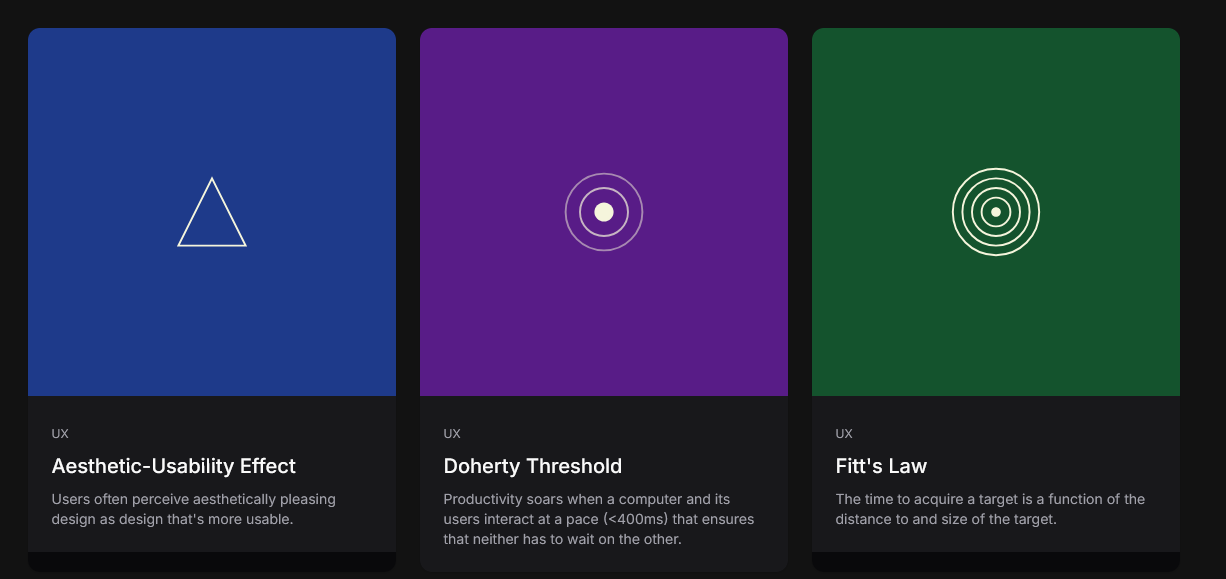 UX
Aesthetic-Usability Effect
Users often perceive aesthetically pleasing
design as design that's more usable.
UX
Doherty Threshold
Productivity soars when a computer and its
users interact at a pace (<400ms) that ensures
that neither has to wait on the other.
UX
Fitt's Law
The time to acquire a target is a function of the
distance to and size of the target.